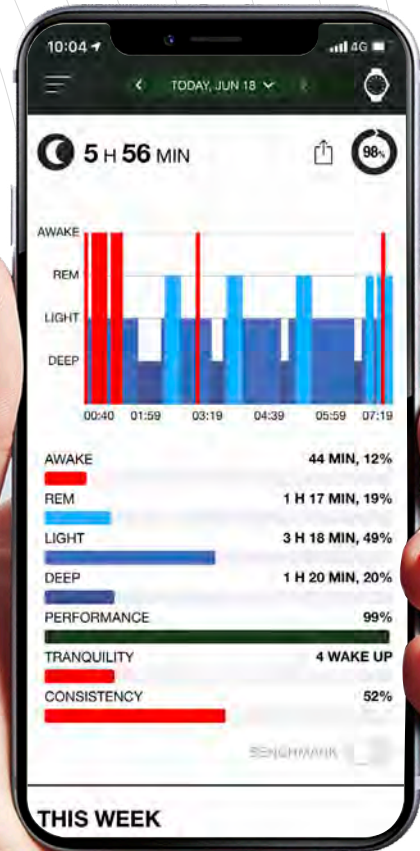 10:04 4G
TODAY, JUN 18
5 H 56 MIN 98%
AWAKE
REM
LIGHT
DEEP
00:40 01:59 03:19 04:39 05:59 07:19
AWAKE 44 MIN, 12%
REM 1 H 17 MIN, 19%
LIGHT 3 H 18 MIN, 49%
DEEP 1 H 20 MIN, 20%
PERFORMANCE 99%
TRANQUILITY 4 WAKE UP
CONSISTENCY 52%
BENCHMARK
THIS WEEK